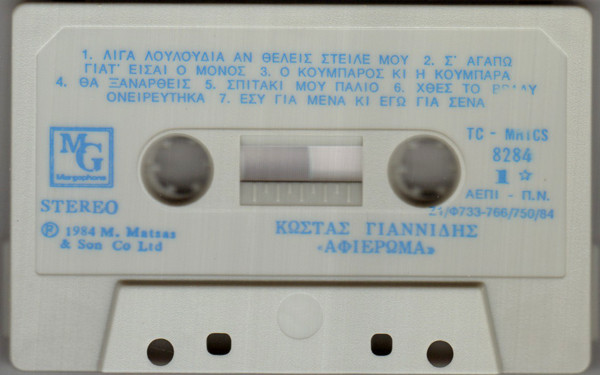 1. ΛΙΓΑ ΛΟΥΛΟΥΔΙΑ ΑΝ ΘΕΛΕΙΣ ΣΤΕΙΛΕ ΜΟΥ 2. Σ' ΑΓΑΠΩ
ΓΙΑΤ' ΕΙΣΑΙ Ο ΜΟΝΟΣ 3. Ο ΚΟΥΜΠΑΡΟΣ ΚΙ Η ΚΟΥΜΠΑΡΑ
4. ΘΑ ΞΑΝΑΡΘΕΙΣ 5. ΣΠΙΤΑΚΙ ΜΟΥ ΠΑΛΙΟ 6. ΧΘΕΣ ΤΟ
ΟΝΕΙΡΕΥΤΗΚΑ 7. ΕΣΥ ΓΙΑ ΜΕΝΑ ΚΙ ΕΓΩ ΓΙΑ ΣΕΝΑ
MG
Margophone
STEREO
Ⓟ 1984 M. Matsas
& Son Co Ltd
TC - MHTCS
8284
1 ☆
ΑΕΠΙ - Π.Ν.
21/Φ733-766/750/84
ΚΩΣΤΑΣ ΓΙΑΝΝΙΔΗΣ
«ΑΦΙΕΡΩΜΑ»